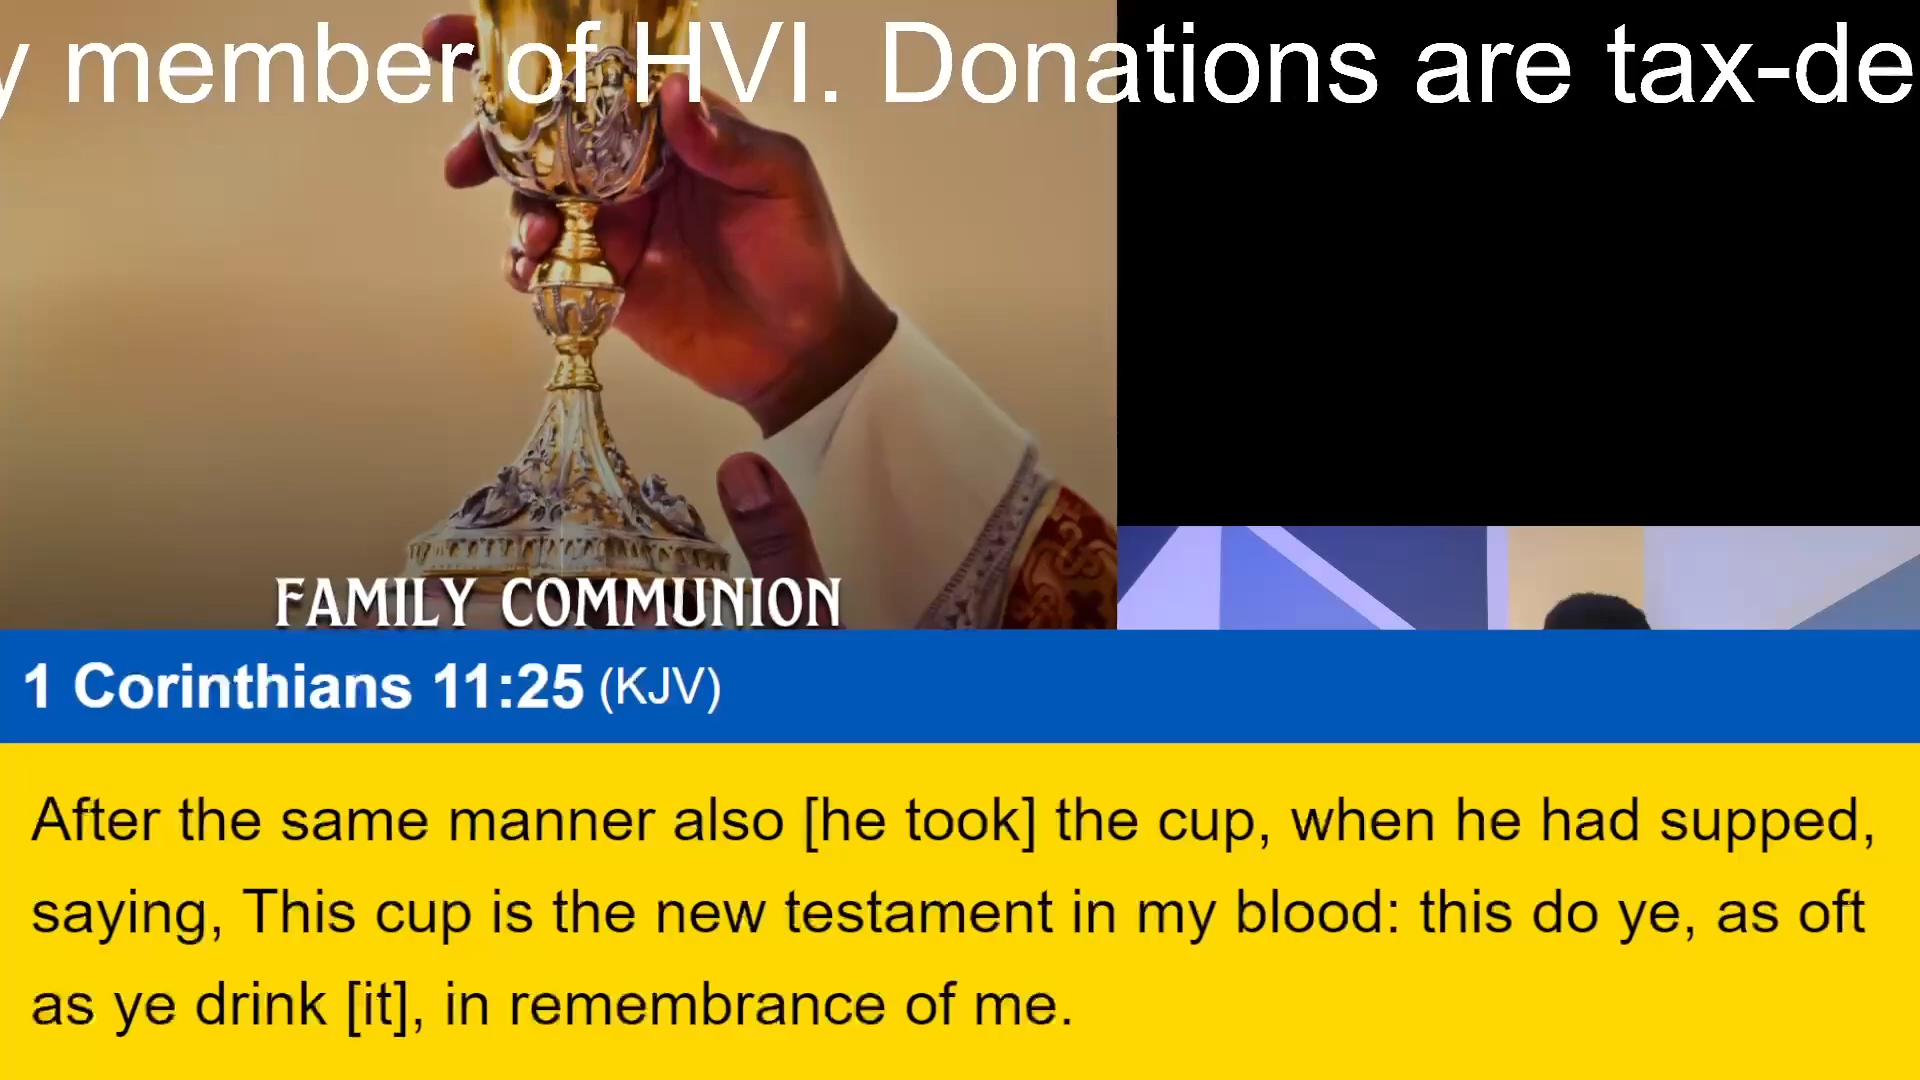 member of HVI. Donations are tax-de
FAMILY COMMUNION
1 Corinthians 11:25 (KJV)
After the same manner also [he took] the cup, when he had supped,
saying, This cup is the new testament in my blood: this do ye, as oft
as ye drink [it], in remembrance of me.